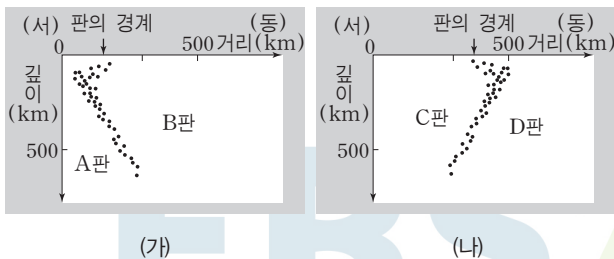 (서) 판의 경계 (동)
0 500 거리(km)
깊이(km)
500
A판
B판
(가)
(서) 판의 경계 (동)
0 500 거리(km)
깊이(km)
500
C판
D판
(나)
EBS